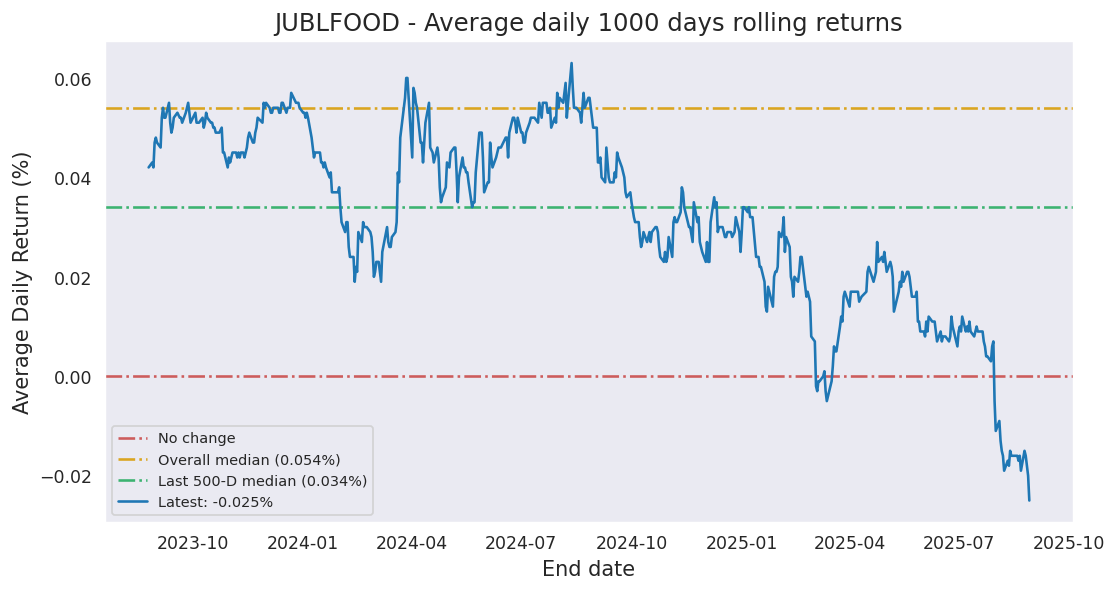 JUBLFOOD - Average daily 1000 days rolling returns
Average Daily Return (%)
0.06
0.04
0.02
0.00
−0.02
No change
Overall median (0.054%)
Last 500-D median (0.034%)
Latest: -0.025%
2023-10 2024-01 2024-04 2024-07 2024-10 2025-01 2025-04 2025-07 2025-10
End date